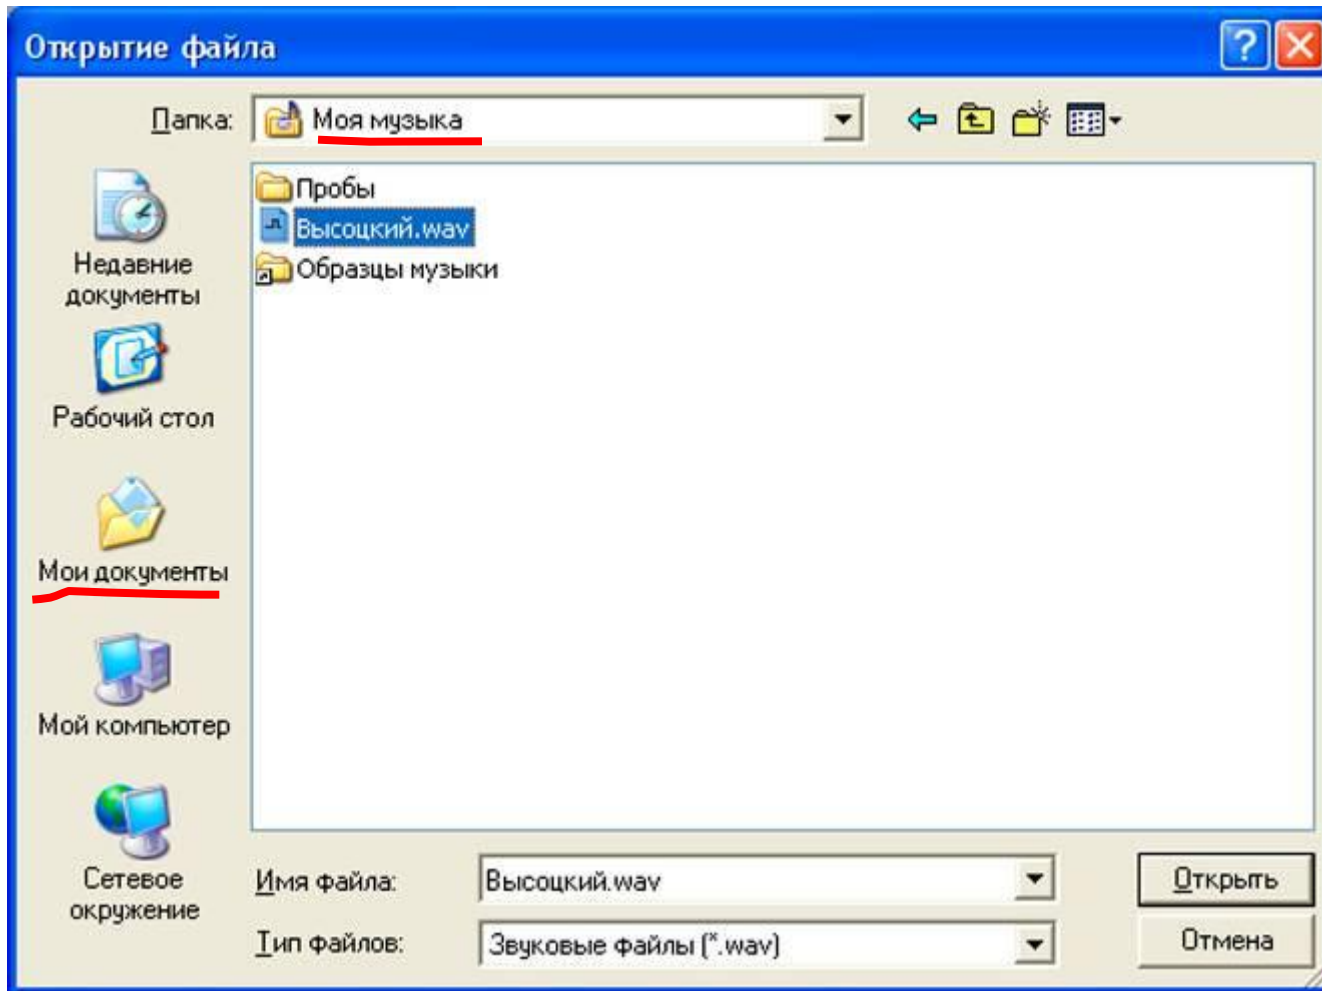 Открытие файла
Папка:
Моя музыка
Пробы
Высоцкий.wav
Образцы музыки
Недавние
документы
Рабочий стол
Мои документы
Мой компьютер
Сетевое
окружение
Имя файла:
Высоцкий.wav
Открыть
Тип файлов:
Звуковые файлы (*.wav)
Отмена